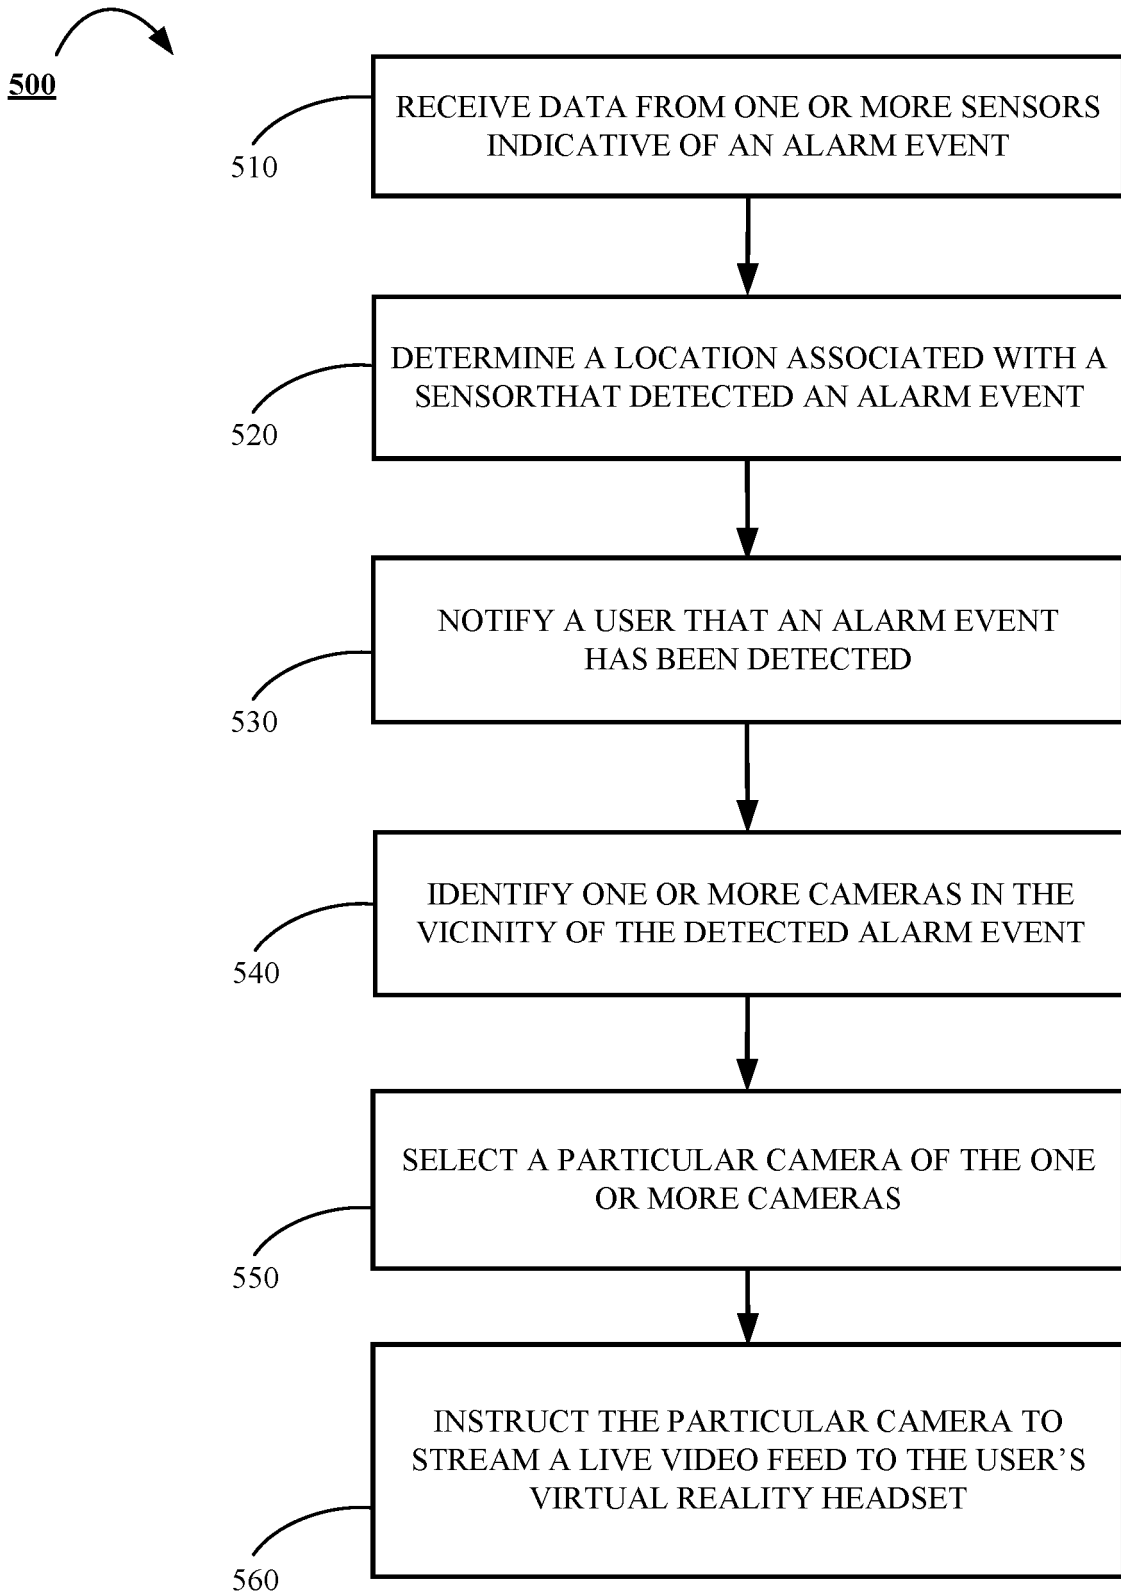 500
RECEIVE DATA FROM ONE OR MORE SENSORS
INDICATIVE OF AN ALARM EVENT
510
DETERMINE A LOCATION ASSOCIATED WITH A
SENSORTHAT DETECTED AN ALARM EVENT
520
NOTIFY A USER THAT AN ALARM EVENT
HAS BEEN DETECTED
530
IDENTIFY ONE OR MORE CAMERAS IN THE
VICINITY OF THE DETECTED ALARM EVENT
540
SELECT A PARTICULAR CAMERA OF THE ONE
OR MORE CAMERAS
550
INSTRUCT THE PARTICULAR CAMERA TO
STREAM A LIVE VIDEO FEED TO THE USER’S
VIRTUAL REALITY HEADSET
560